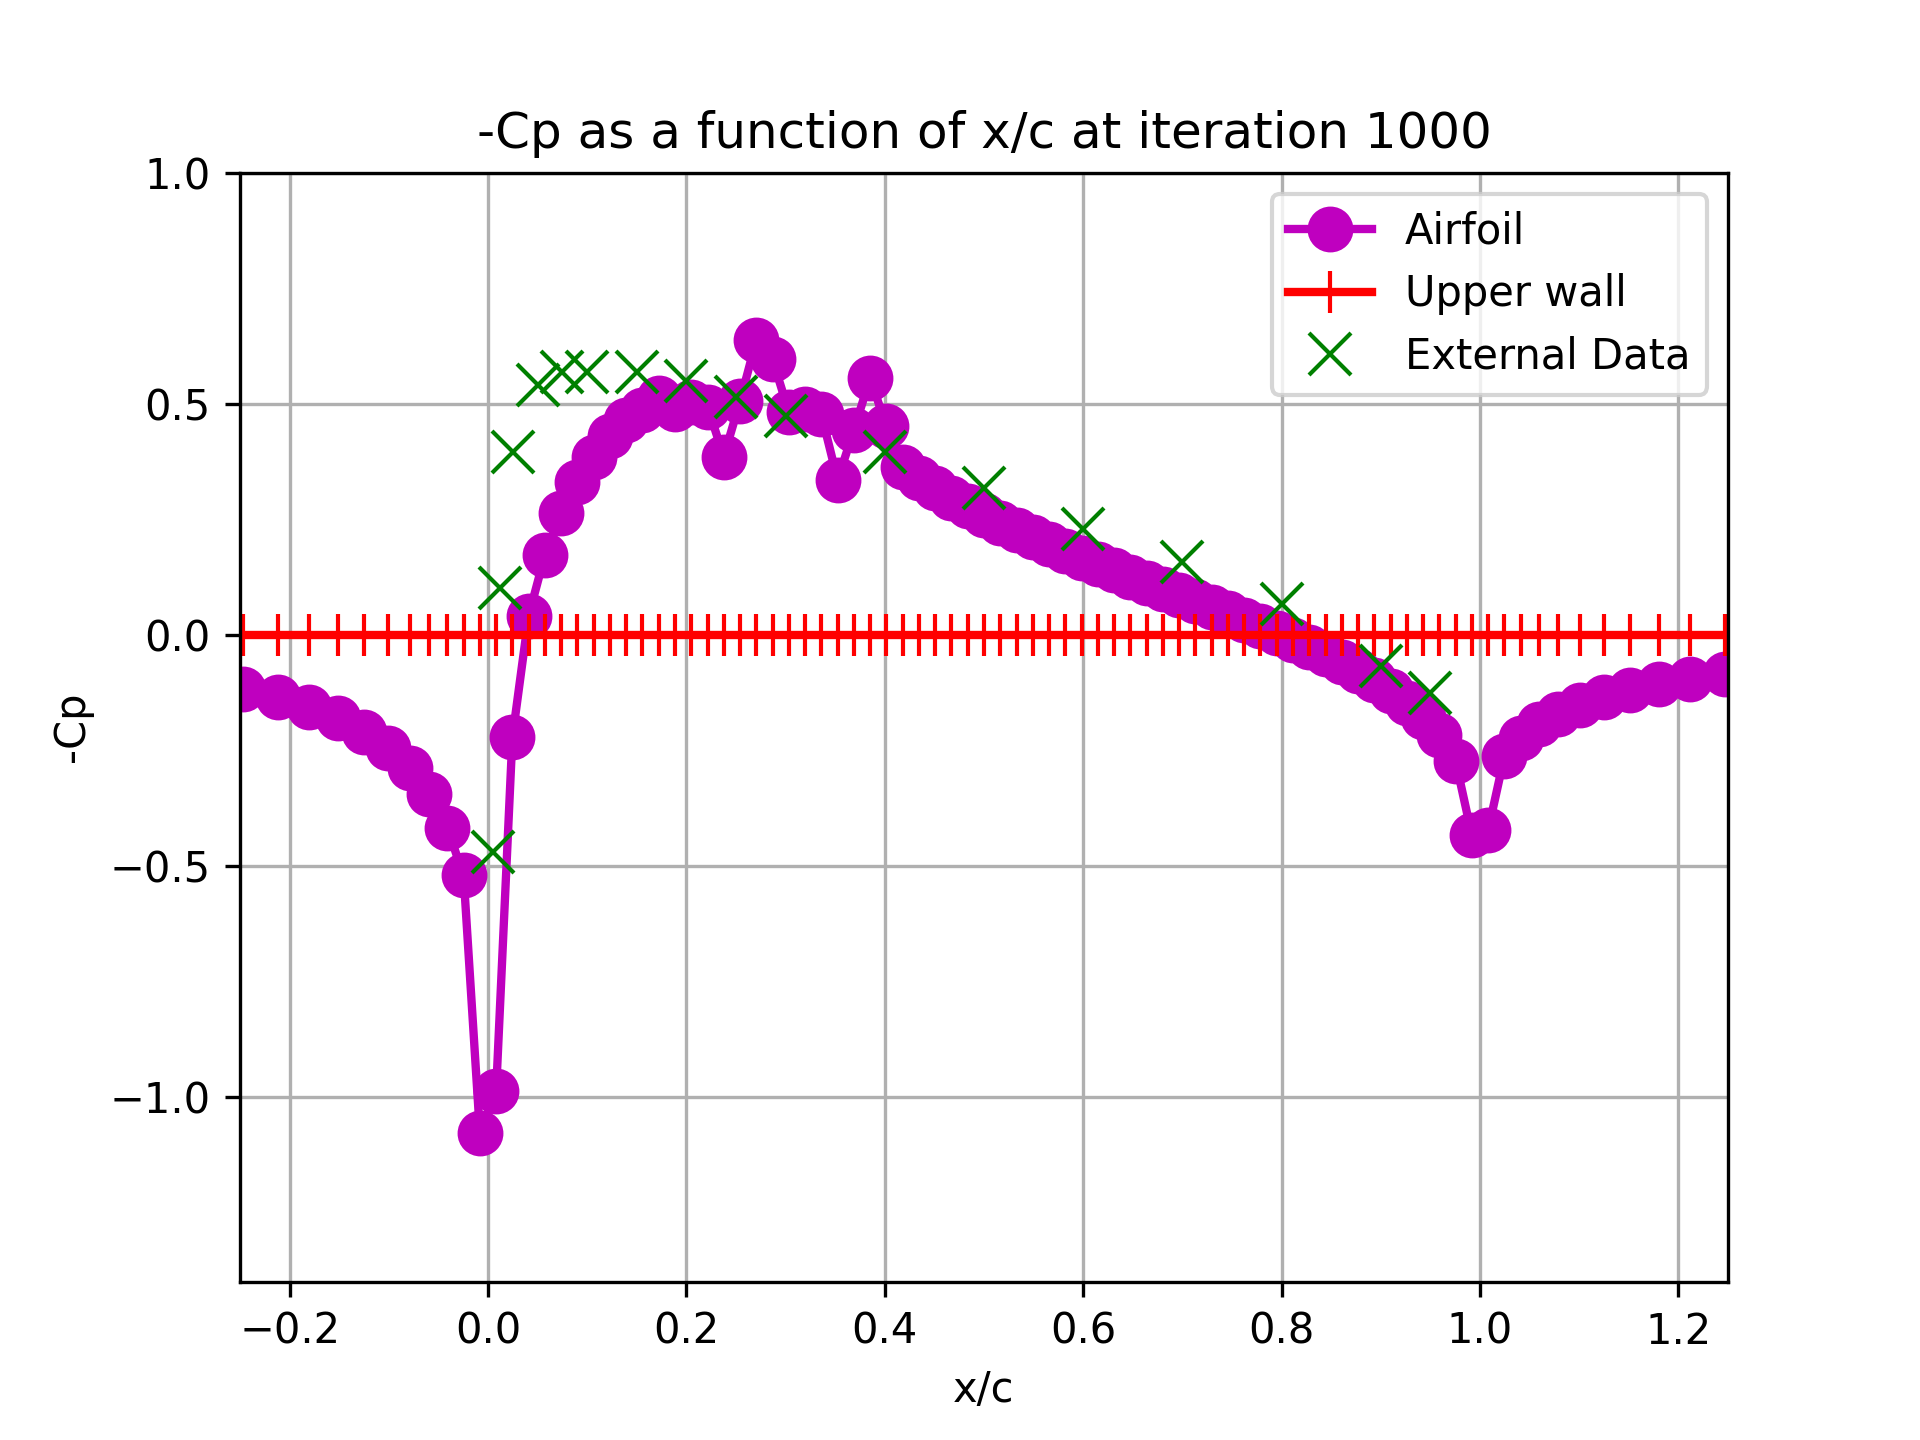 -Cp as a function of x/c at iteration 1000
1.0
0.5
0.0
−0.5
−1.0
-Cp
−0.2 0.0 0.2 0.4 0.6 0.8 1.0 1.2
x/c
Airfoil
Upper wall
External Data